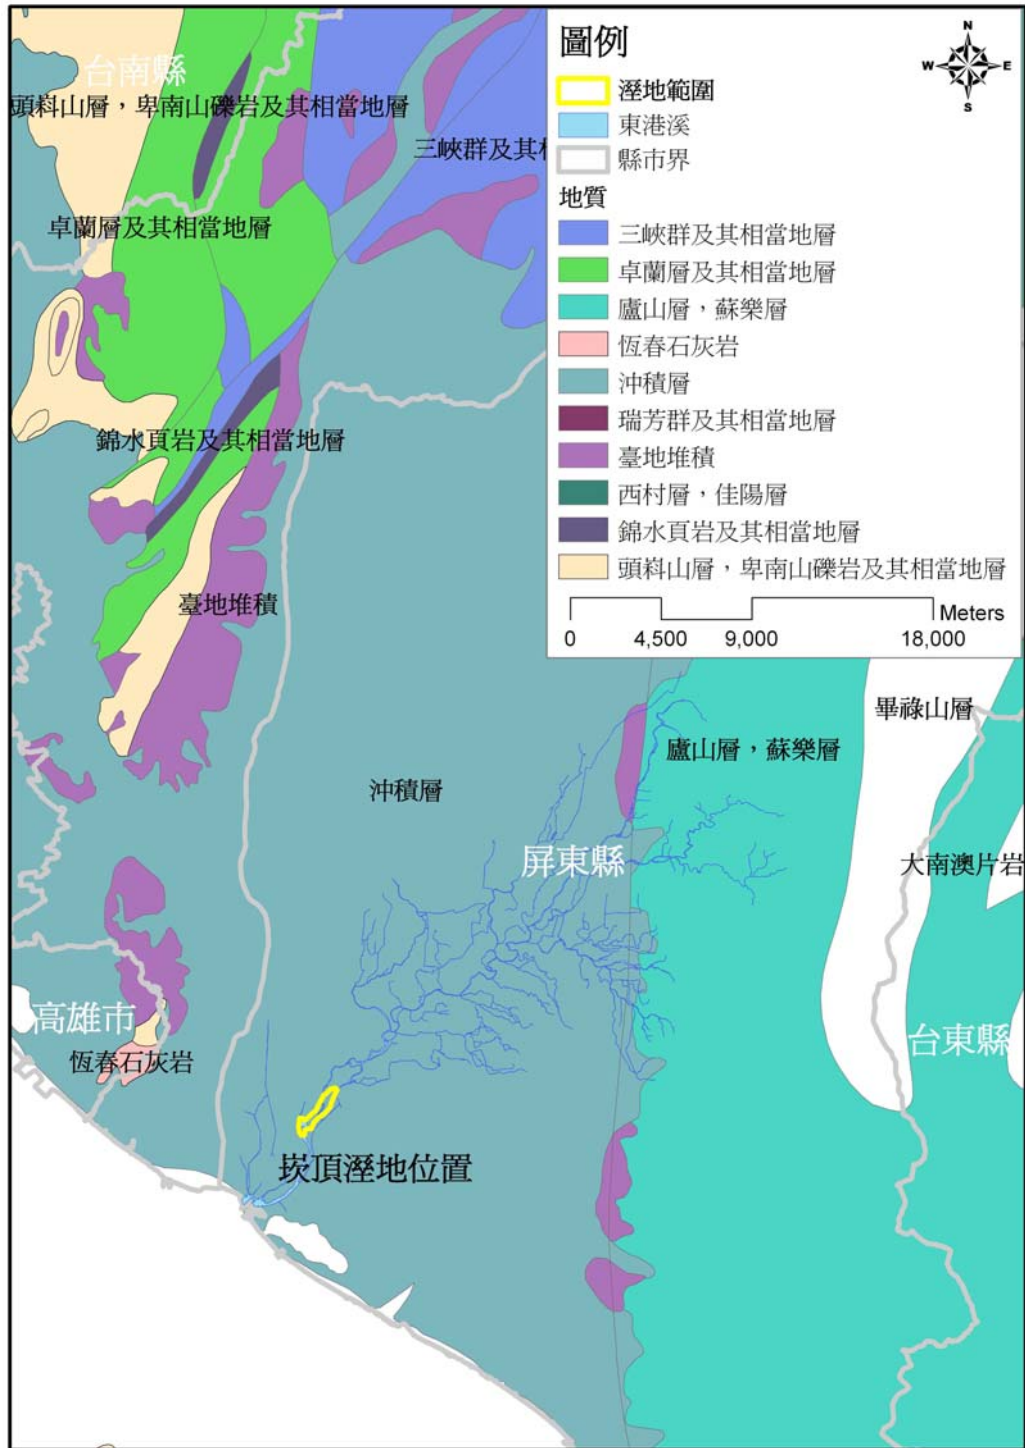 圖例
溼地範圍
東港溪
縣市界
地質
三峽群及其相當地層
卓蘭層及其相當地層
廬山層，蘇樂層
恆春石灰岩
沖積層
瑞芳群及其相當地層
臺地堆積
西村層，佳陽層
錦水頁岩及其相當地層
頭嵙山層，卑南山礫岩及其相當地層
Meters
0 4,500 9,000 18,000
N
W E
S
台南縣
頭嵙山層，卑南山礫岩及其相當地層
三峽群及其相
卓蘭層及其相當地層
錦水頁岩及其相當地層
臺地堆積
畢祿山層
廬山層，蘇樂層
沖積層
屏東縣
大南澳片岩
高雄市
台東縣
恆春石灰岩
崁頂溼地位置